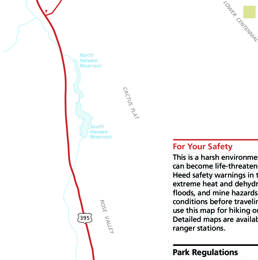 LOWER CENTENNIAL
North
Haiwee
Reservoir
CACTUS FLAT
South
Haiwee
Reservoir
ROSE VALLEY
395
For Your Safety
This is a harsh environme
can become life-threaten
Heed safety warnings in t
extreme heat and dehydr
floods, and mine hazards
conditions before travelin
use this map for hiking o
Detailed maps are availab
ranger stations.
Park Regulations